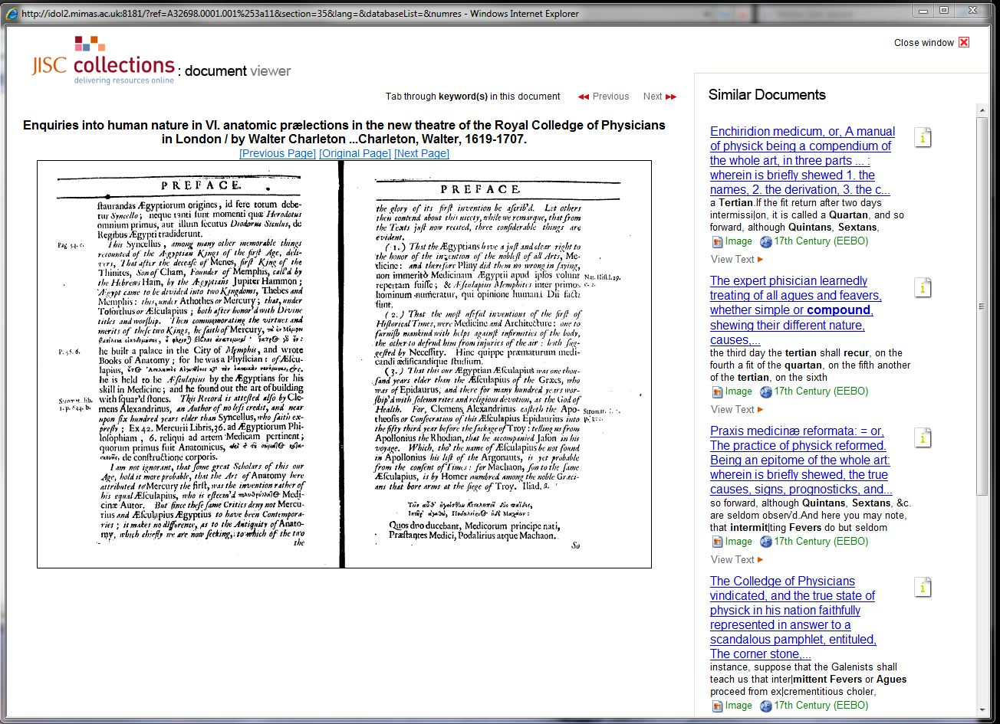 http://idol2.mimas.ac.uk:8181/?ref=A32698.0001.001%253a11&section=35&lang=&databaseList=&numres - Windows Internet Explorer
Close window
JISC collections : document viewer
delivering resources online
Tab through keyword(s) in this document Previous Next
Enquiries into human nature in VI. anatomic prælections in the new theatre of the Royal Colledge of Physicians
in London / by Walter Charleton ...Charleton, Walter, 1619-1707.
[Previous Page] [Original Page] [Next Page]
PREFACE.
ſtaurandas Ægyptiorum origines, id fere totum debe-
tur Syncello; neque tanti ſunt momenti quæ Herodotus
omnium primus, aut illum ſecutus Diodorus Siculus, de
Regibus Ægypti tradiderunt.
Pag. 54. c. This Syncellus, among many other memorable things
recounted of the Ægyptian Kings of the firſt Age, deli-
vers, That after the deceaſe of Menes, firſt King of the
Thinites, Son of Cham, Founder of Memphis, call'd by
the Hebrews Ham, by the Ægyptians Jupiter Hammon;
Ægypt came to be divided into two Kingdoms, Thebes and
Memphis: this, under Athothes or Mercury; that, under
Toſorthus or Æſculapius; both after honor'd with Divine
titles and worſhip. Then commemorating the virtues and
merits of theſe two Kings, he ſaith of Mercury,
P. 56. 6. he built a palace in the City of Memphis, and wrote
Books of Anatomy; for he was a Phyſician: of Æſcu-
lapius,
he is held to be Æſculapius by the Ægyptians for his
skill in Medicine; and he found out the art of building
Stromat. lib. with ſquar'd ſtones. This Record is atteſted alſo by Cle-
mens Alexandrinus, an Author of no leſs credit, and near
upon ſix hundred years elder than Syncellus, who ſaith ex-
preſly; Ex 42. Mercurii Libris, 36. ad Ægyptiorum Phi-
loſophiam, 6. reliqui ad artem Medicam pertinent;
quorum primus fuit Anatomicus,
de conſtructione corporis.
I am not ignorant, that ſome great Scholars of this our
Age, hold it more probable, that the Art of Anatomy here
attributed to Mercury the firſt, was the invention rather of
his equal Æſculapius, who is eſteem'd Medi-
cinæ Autor. But ſince theſe ſame Critics deny not Mercu-
rius and Æſculapius Ægyptius to have been Contempora-
ries; it makes no difference, as to the Antiquity of Anato-
my, which chiefly we are now ſeeking, to which of the two
the
PREFACE.
the glory of its firſt invention be aſcrib'd. Let others
then contend about this nicety, while we remarque, that from
the Texts juſt now recited, three conſiderable things are
evident.
(1.) That the Ægyptians have a juſt and clear right to
the honor of the invention of the nobleſt of all Arts, Me-
dicine: and therefore Pliny did them no wrong in ſaying,
non immeritò Medicinam Ægyptii apud ipſos volunt Nat. Hiſt. l. 29.
repertam fuiſſe; & Æſculapius Memphites inter primos c. 2.
hominum numeratur, qui opinione humani Dii facti
ſunt.
(2.) That the moſt uſeful inventions of the firſt of
Hiſtorical Times, were Medicine and Architecture: one to
furniſh mankind with helps againſt infirmities of the body,
the other to defend him from injuries of the air: both ſug-
geſted by Neceſſity. Hinc quippe præmaturum medi-
candi ædificandique ſtudium.
(3.) That this our Ægyptian Æſculapius was one thou-
ſand years elder than the Æſculapius of the Græcs, who
was of Epidaurus, and there for many hundred years wor-
ſhip'd with ſolemn rites and religious devotion, as the God of
Health. For, Clemens Alexandrinus caſteth the Apo- Stromat.
theoſis or Conſecration of this Æſculapius Epidaurius into
the fifty third year before the ſackage of Troy: telling us from
Apollonius the Rhodian, that he accompanied Jaſon in his
voyage. Which, tho' the name of Æſculapius be not found
in Apollonius his liſt of the Argonauts, is yet probable
from the conſent of Times: for Machaon, ſon to the ſame
Æſculapius, is by Homer numbred among the noble Græci-
ans that bore arms at the ſiege of Troy. Iliad.
Quos duo ducebant, Medicorum principe nati,
Præſtantes Medici, Podalirius atque Machaon.
So
Similar Documents
Enchiridion medicum, or, A manual
of physick being a compendium of
the whole art, in three parts ... :
wherein is briefly shewed 1. the
names, 2. the derivation, 3. the c...
a Tertian.If the fit return after two days
intermissi|on, it is called a Quartan, and so
forward, although Quintans, Sextans,
Image 17th Century (EEBO)
View Text
The expert phisician learnedly
treating of all agues and feavers,
whether simple or compound,
shewing their different nature,
causes,...
the third day the tertian shall recur, on the
fourth a fit of the quartan, on the fifth another
of the tertian, on the sixth
Image 17th Century (EEBO)
View Text
Praxis medicinæ reformata: = or,
The practice of physick reformed.
Being an epitome of the whole art:
wherein is briefly shewed, the true
causes, signs, prognosticks, and...
so forward, although Quintans, Sextans, &c.
are seldom observ'd.And here you may note,
that intermit|ting Fevers do but seldom
Image 17th Century (EEBO)
View Text
The Colledge of Physicians
vindicated, and the true state of
physick in his nation faithfully
represented in answer to a
scandalous pamphlet, entituled,
The corner stone,...
instance, suppose that the Galenists shall
teach us that inter|mittent Fevers or Agues
proceed from ex|crementitious choler,
Image 17th Century (EEBO)